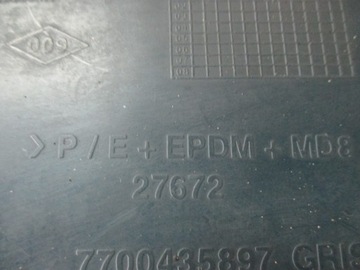 > P / E + EPDM + MD8
27672
7700435897 GRIS